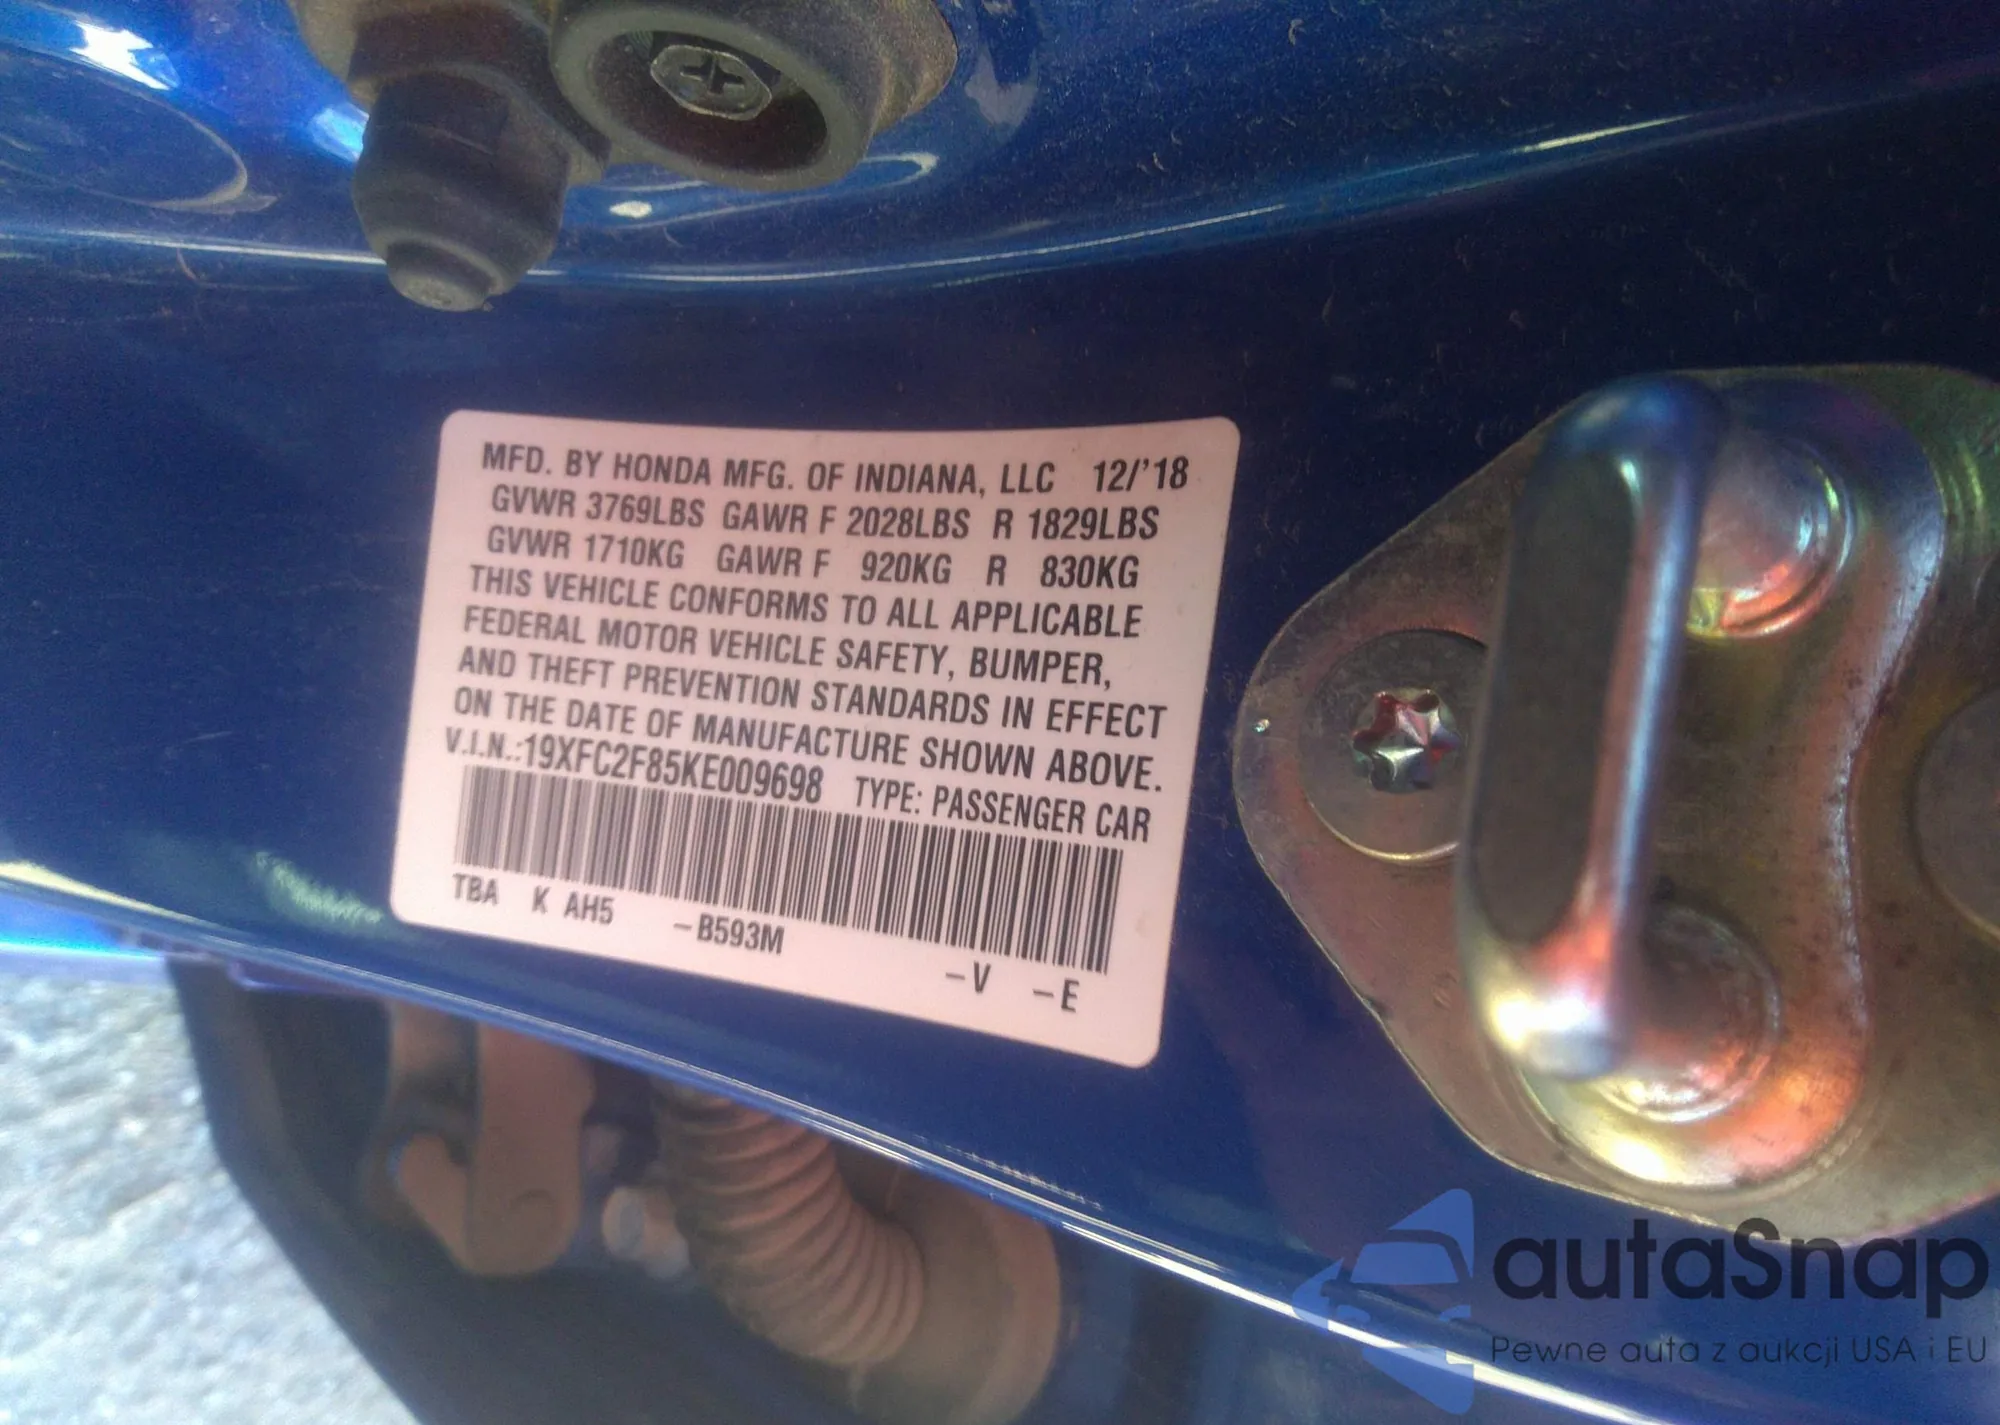 MFD. BY HONDA MFG. OF INDIANA, LLC 12/'18
GVWR 3769LBS GAWR F 2028LBS R 1829LBS
GVWR 1710KG GAWR F 920KG R 830KG
THIS VEHICLE CONFORMS TO ALL APPLICABLE
FEDERAL MOTOR VEHICLE SAFETY, BUMPER,
AND THEFT PREVENTION STANDARDS IN EFFECT
ON THE DATE OF MANUFACTURE SHOWN ABOVE.
V.I.N.:19XFC2F85KE009698 TYPE: PASSENGER CAR
TBA K AH5 -B593M -V -E
autaSnap
Pewne auta z aukcji USA i EU